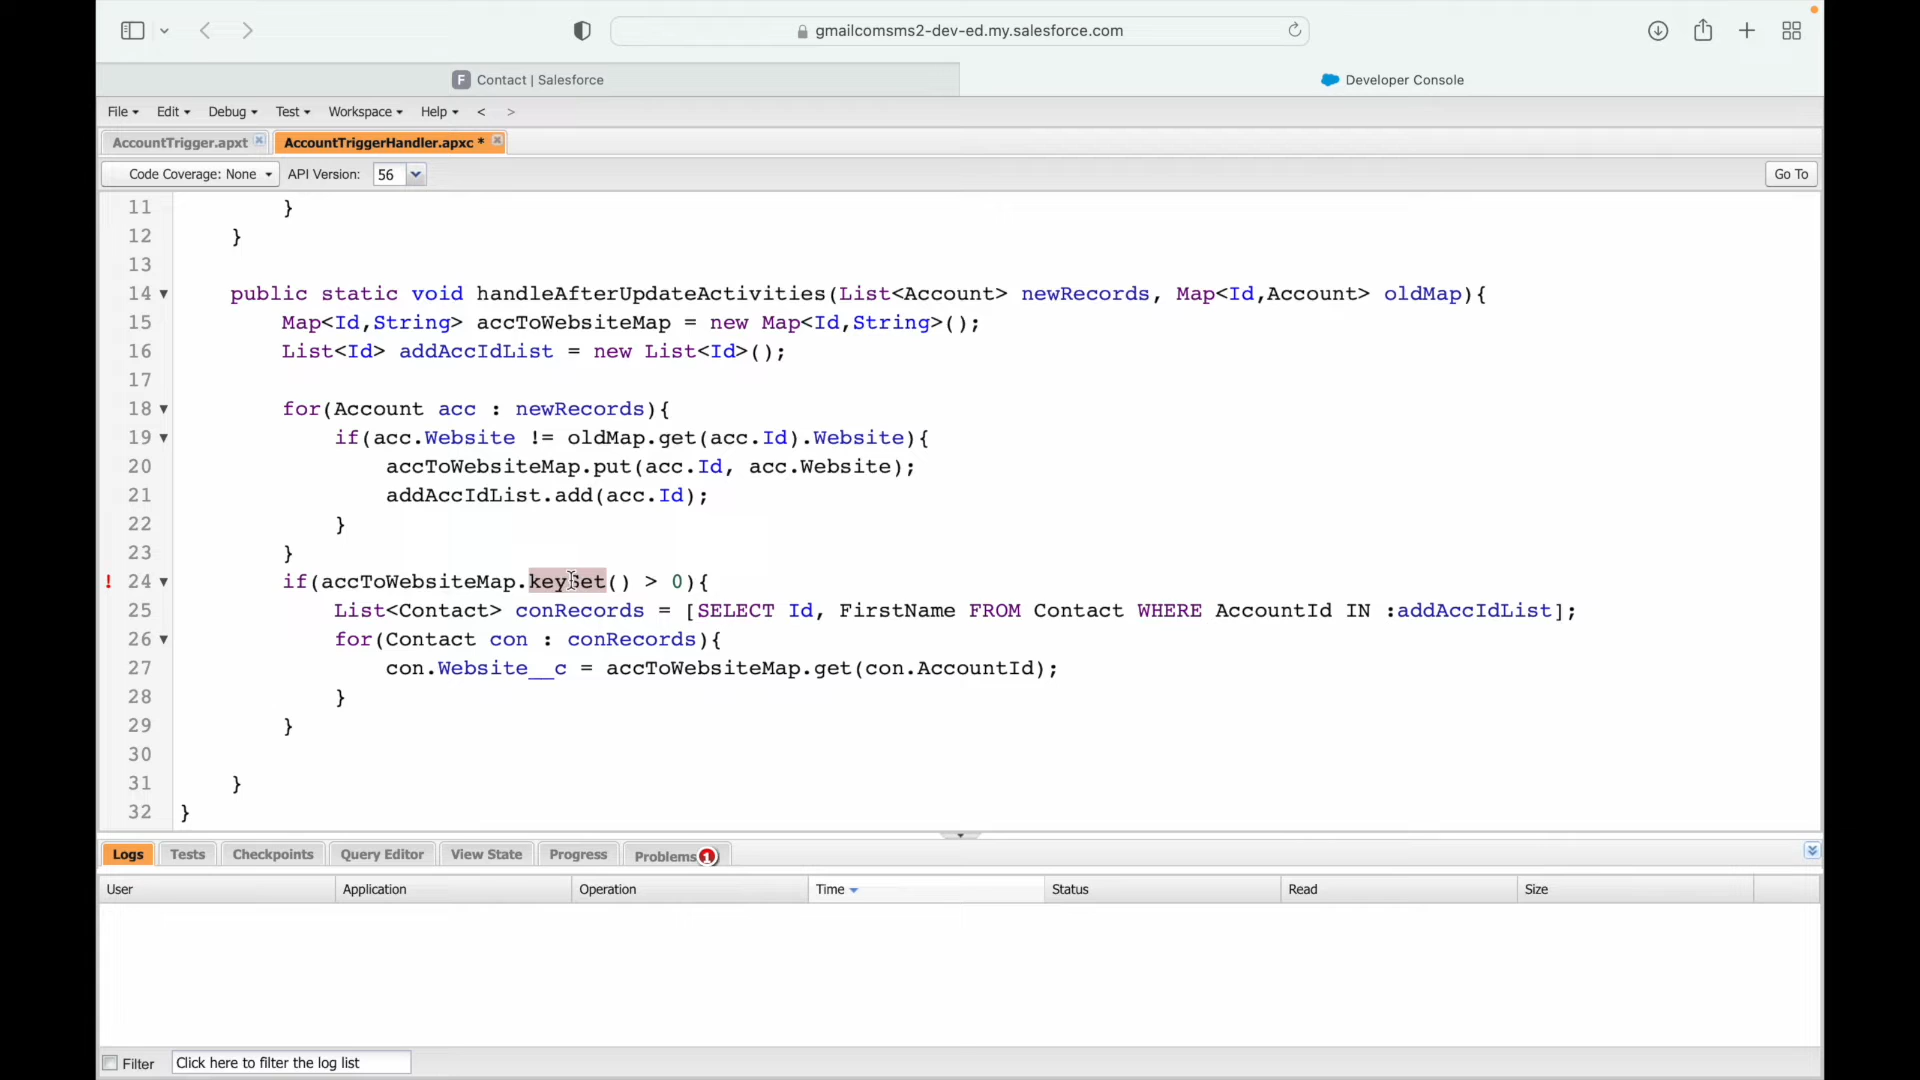 gmailcomsms2-dev-ed.my.salesforce.com
F Contact | Salesforce
Developer Console
File Edit Debug Test Workspace Help < >
AccountTrigger.apxt
AccountTriggerHandler.apxc *
Code Coverage: None API Version: 56 Go To
11 }
12 }
13
14 public static void handleAfterUpdateActivities(List<Account> newRecords, Map<Id,Account> oldMap){
15 Map<Id,String> accToWebsiteMap = new Map<Id,String>();
16 List<Id> addAccIdList = new List<Id>();
17
18 for(Account acc : newRecords){
19 if(acc.Website != oldMap.get(acc.Id).Website){
20 accToWebsiteMap.put(acc.Id, acc.Website);
21 addAccIdList.add(acc.Id);
22 }
23 }
! 24 if(accToWebsiteMap.keySet() > 0){
25 List<Contact> conRecords = [SELECT Id, FirstName FROM Contact WHERE AccountId IN :addAccIdList];
26 for(Contact con : conRecords){
27 con.Website__c = accToWebsiteMap.get(con.AccountId);
28 }
29 }
30
31 }
32 }
Logs Tests Checkpoints Query Editor View State Progress Problems 1
User Application Operation Time Status Read Size
Filter Click here to filter the log list